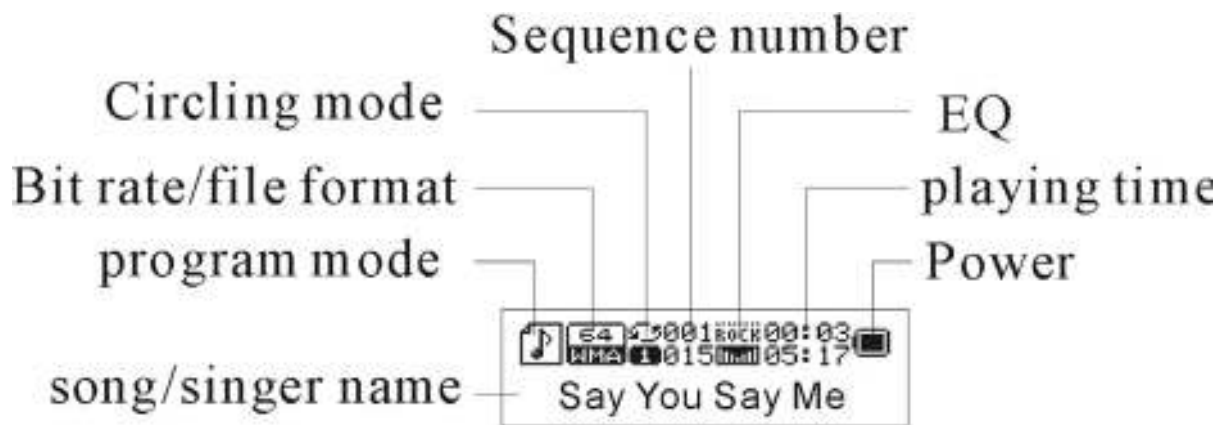 Sequence number
Circling mode
EQ
Bit rate/file format
playing time
program mode
Power
64 001 ROCK 00:03
WMA 1 015 05:17
song/singer name
Say You Say Me